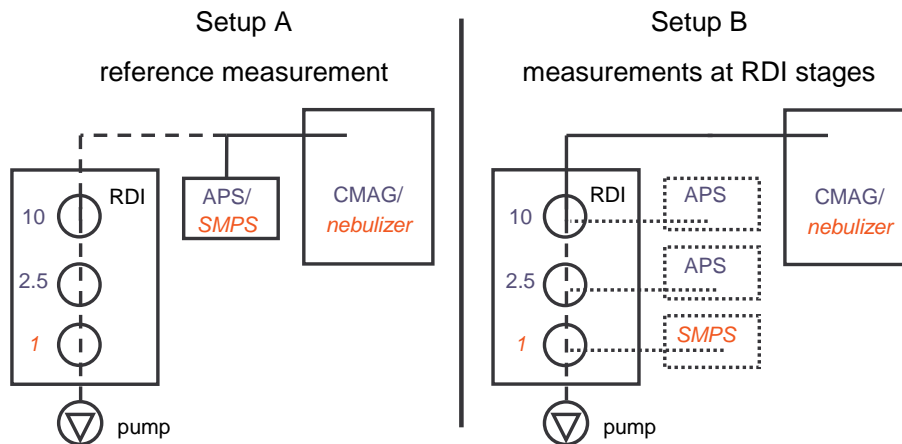 Setup A
reference measurement
RDI
10
2.5
1
APS/
SMPS
CMAG/
nebulizer
pump
Setup B
measurements at RDI stages
RDI
10
2.5
1
APS
APS
SMPS
CMAG/
nebulizer
pump